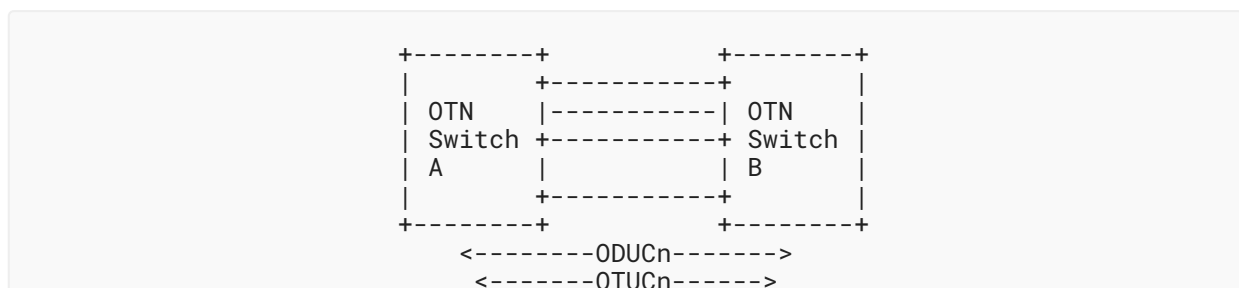 +--------+            +--------+
|        +-----------+         |
| OTN    |-----------| OTN     |
| Switch +-----------+ Switch  |
| A      |           | B       |
|        +-----------+         |
+--------+            +--------+
<--------ODUCn------->
<-------OTUCn------>